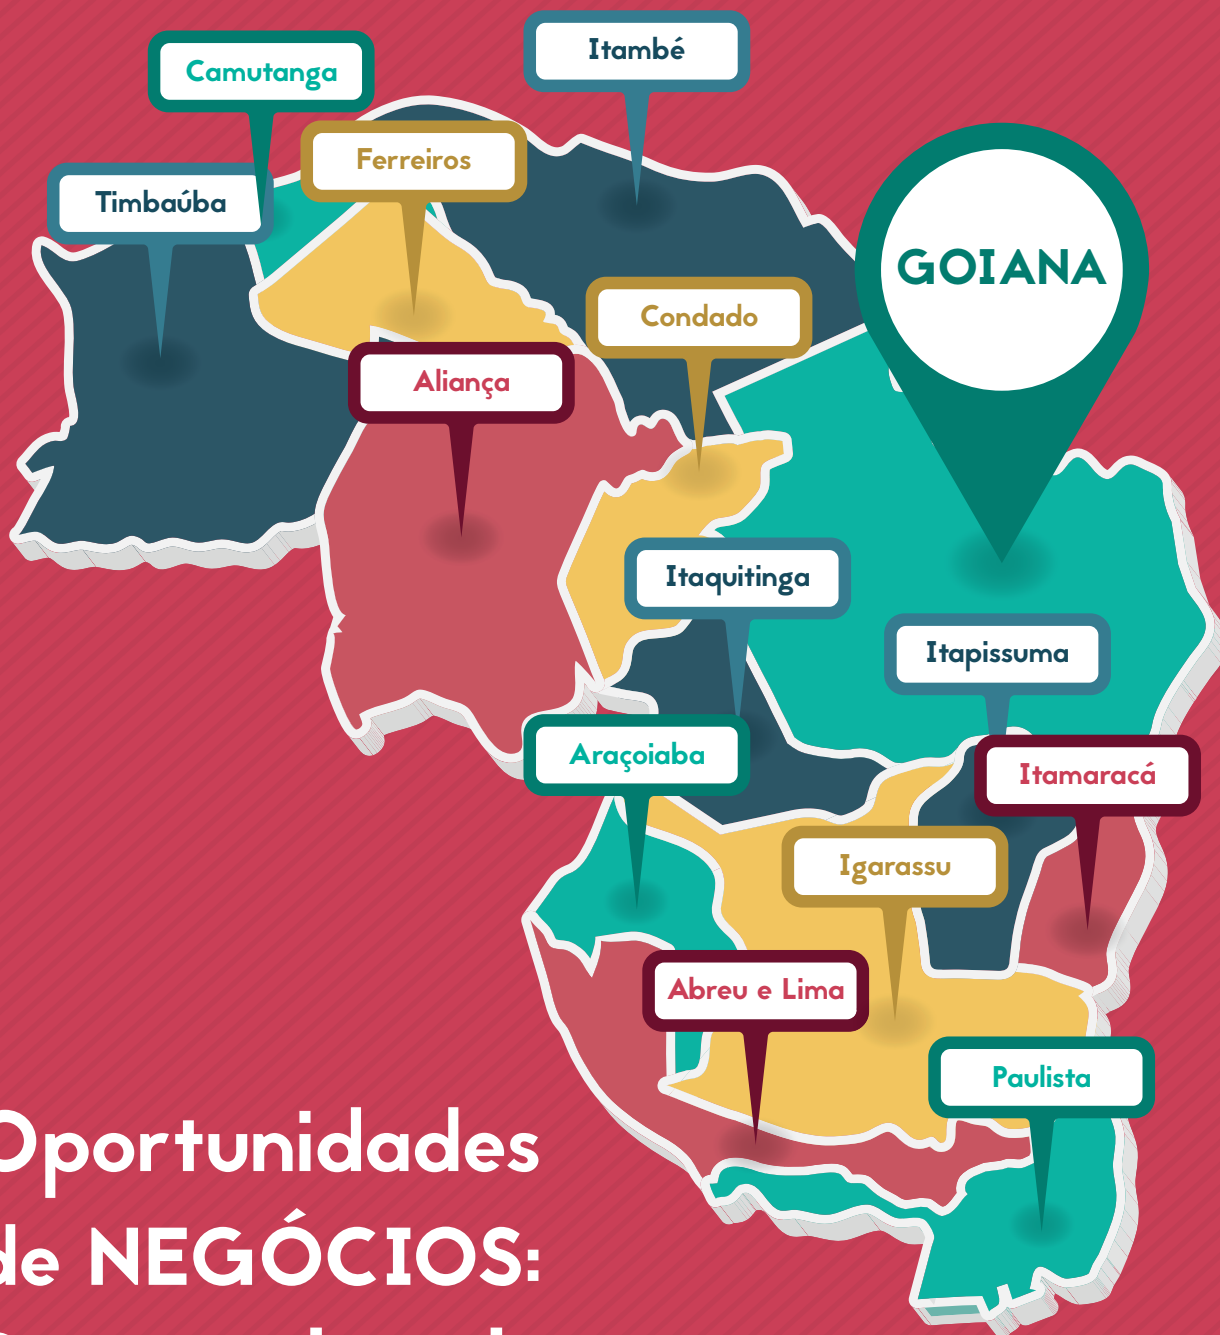 Itambé
Camutanga
Ferreiros
Timbaúba
GOIANA
Condado
Aliança
Itaquitinga
Itapissuma
Araçoiaba
Itamaracá
Igarassu
Abreu e Lima
Paulista
Oportunidades
de NEGÓCIOS: